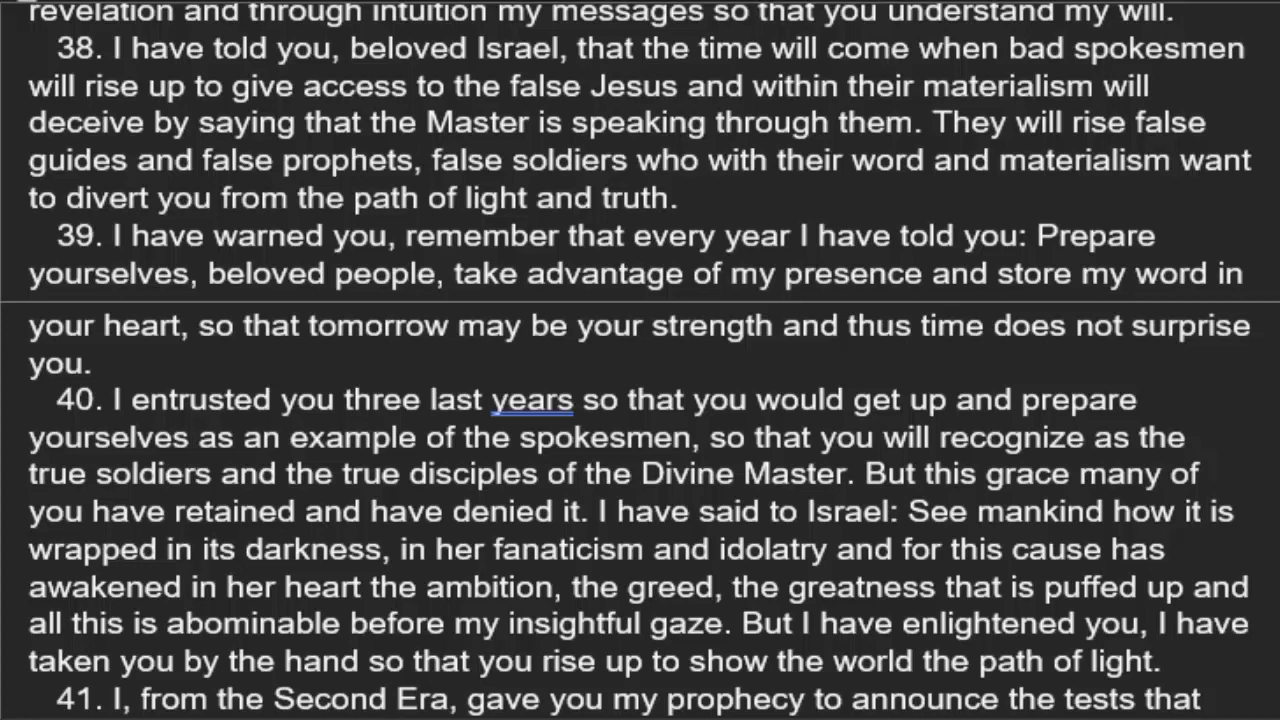 revelation and through intuition my messages so that you understand my will.
38. I have told you, beloved Israel, that the time will come when bad spokesmen
will rise up to give access to the false Jesus and within their materialism will
deceive by saying that the Master is speaking through them. They will rise false
guides and false prophets, false soldiers who with their word and materialism want
to divert you from the path of light and truth.
39. I have warned you, remember that every year I have told you: Prepare
yourselves, beloved people, take advantage of my presence and store my word in
your heart, so that tomorrow may be your strength and thus time does not surprise
you.
40. I entrusted you three last years so that you would get up and prepare
yourselves as an example of the spokesmen, so that you will recognize as the
true soldiers and the true disciples of the Divine Master. But this grace many of
you have retained and have denied it. I have said to Israel: See mankind how it is
wrapped in its darkness, in her fanaticism and idolatry and for this cause has
awakened in her heart the ambition, the greed, the greatness that is puffed up and
all this is abominable before my insightful gaze. But I have enlightened you, I have
taken you by the hand so that you rise up to show the world the path of light.
41. I, from the Second Era, gave you my prophecy to announce the tests that